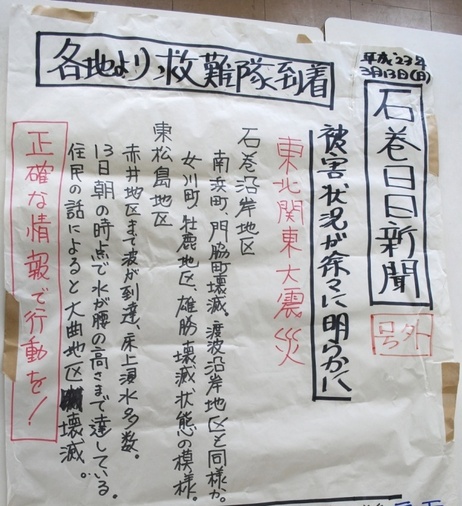 平成23年
3月13日(日)
石巻日日新聞
号外
各地より、救難隊到着
被害状況が徐々に明らかに
東北関東大震災
石巻沿岸地区
南浜町、門脇町壊滅。渡波沿岸地区も同様か。
女川町、牡鹿地区、雄勝 壊滅状態の模様。
東松島地区
赤井地区まで波が到達、床上浸水多数。
13日朝の時点で水が腰の高さまで達している。
住民の話によると大曲地区壊滅。
正確な情報で行動を!